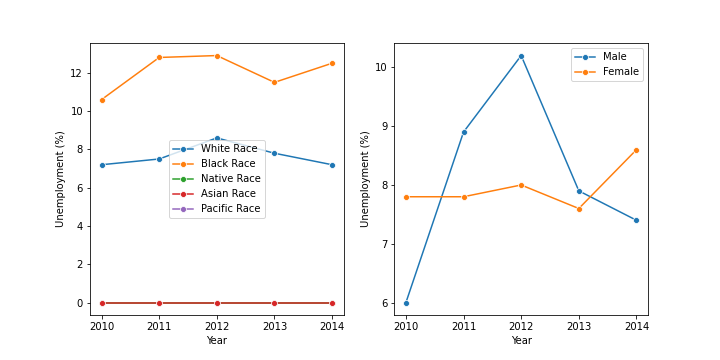 Unemployment (%)
12
10
8
6
4
2
0
White Race
Black Race
Native Race
Asian Race
Pacific Race
2010 2011 2012 2013 2014
Year
Unemployment (%)
10
9
8
7
6
Male
Female
2010 2011 2012 2013 2014
Year